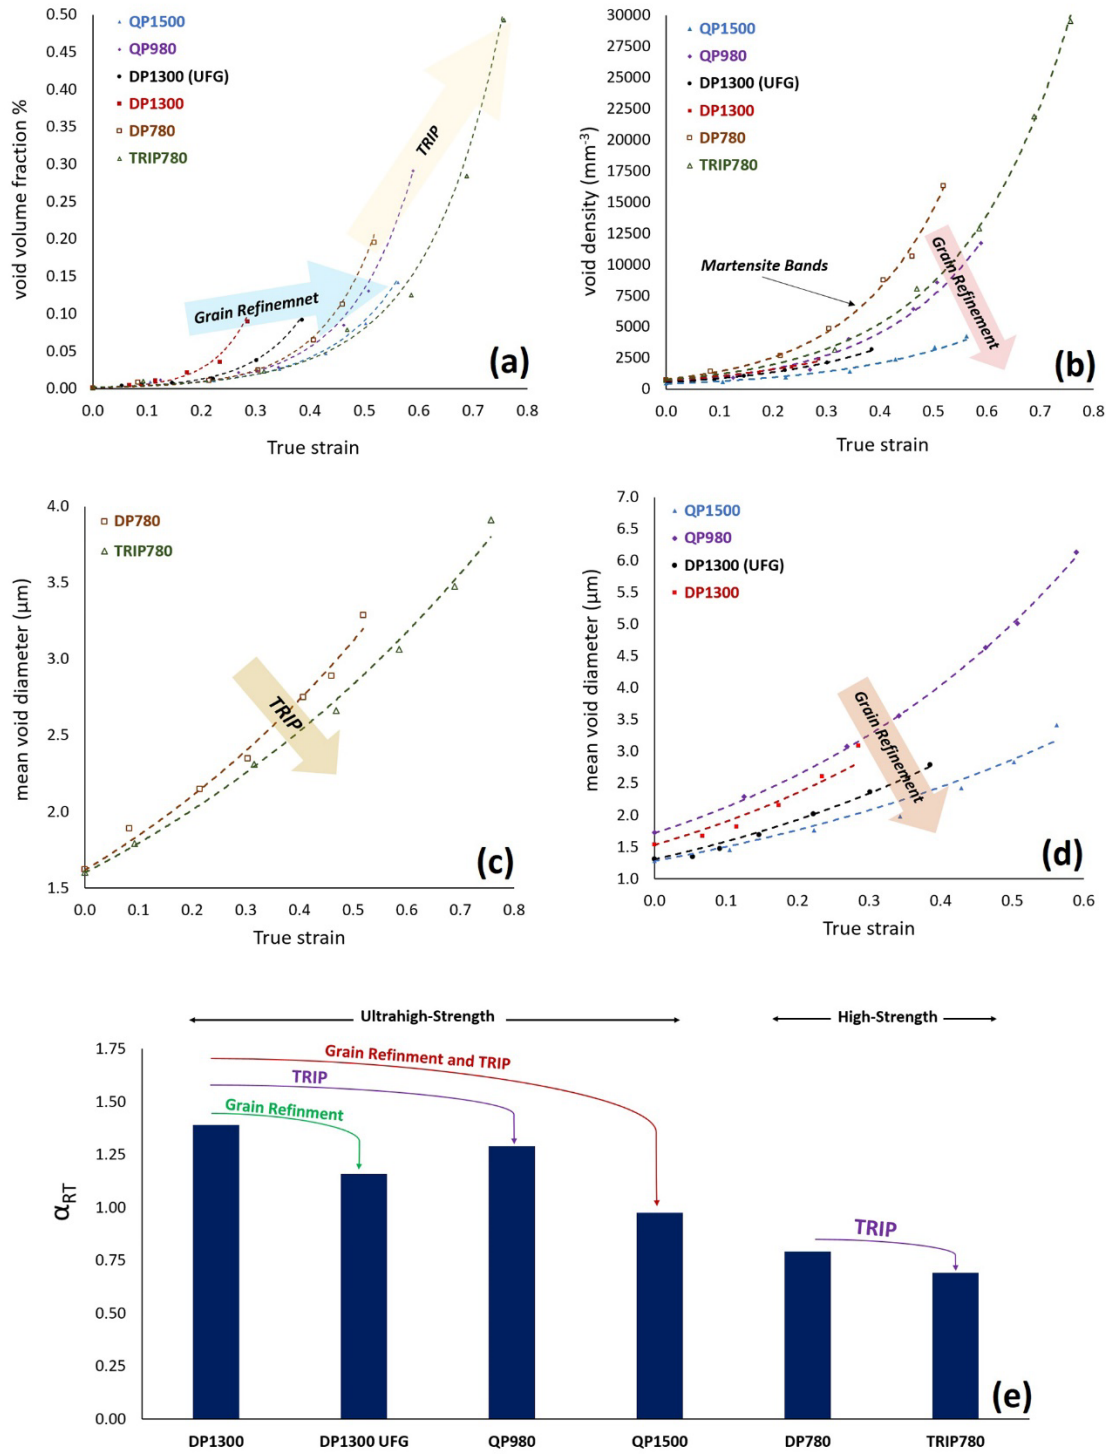 0.50
0.45
0.40
0.35
0.30
0.25
0.20
0.15
0.10
0.05
0.00
void volume fraction %
QP1500
QP980
DP1300 (UFG)
DP1300
DP780
TRIP780
TRIP
Grain Refinemnet
(a)
0.0 0.1 0.2 0.3 0.4 0.5 0.6 0.7 0.8
True strain
30000
27500
25000
22500
20000
17500
15000
12500
10000
7500
5000
2500
0
void density (mm-3)
QP1500
QP980
DP1300 (UFG)
DP1300
DP780
TRIP780
Martensite Bands
Grain Refinement
(b)
0.0 0.1 0.2 0.3 0.4 0.5 0.6 0.7 0.8
True strain
4.0
3.5
3.0
2.5
2.0
1.5
mean void diameter (μm)
DP780
TRIP780
TRIP
(c)
0.0 0.1 0.2 0.3 0.4 0.5 0.6 0.7 0.8
True strain
7.0
6.5
6.0
5.5
5.0
4.5
4.0
3.5
3.0
2.5
2.0
1.5
1.0
mean void diameter (μm)
QP1500
QP980
DP1300 (UFG)
DP1300
Grain Refinement
(d)
0.0 0.1 0.2 0.3 0.4 0.5 0.6
True strain
Ultrahigh-Strength
High-Strength
1.75
1.50
1.25
1.00
0.75
0.50
0.25
0.00
αRT
Grain Refinment and TRIP
TRIP
Grain Refinment
TRIP
(e)
DP1300 DP1300 UFG QP980 QP1500 DP780 TRIP780